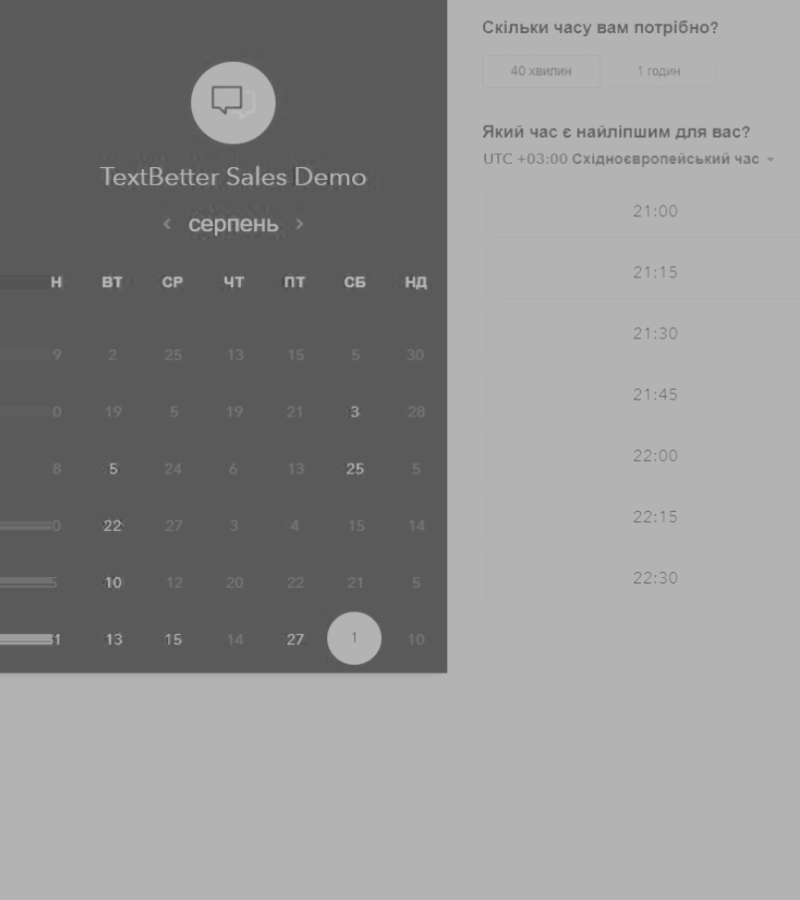 TextBetter Sales Demo
серпень
Н ВТ СР ЧТ ПТ СБ НД
9 2 25 13 15 5 30
0 19 5 19 21 3 28
8 5 24 6 13 25 5
0 22 27 3 4 15 14
5 10 12 20 22 21 5
1 13 15 14 27 1 10
Скільки часу вам потрібно?
40 хвилин 1 годин
Який час є найліпшим для вас?
UTC +03:00 Східноєвропейський час
21:00
21:15
21:30
21:45
22:00
22:15
22:30